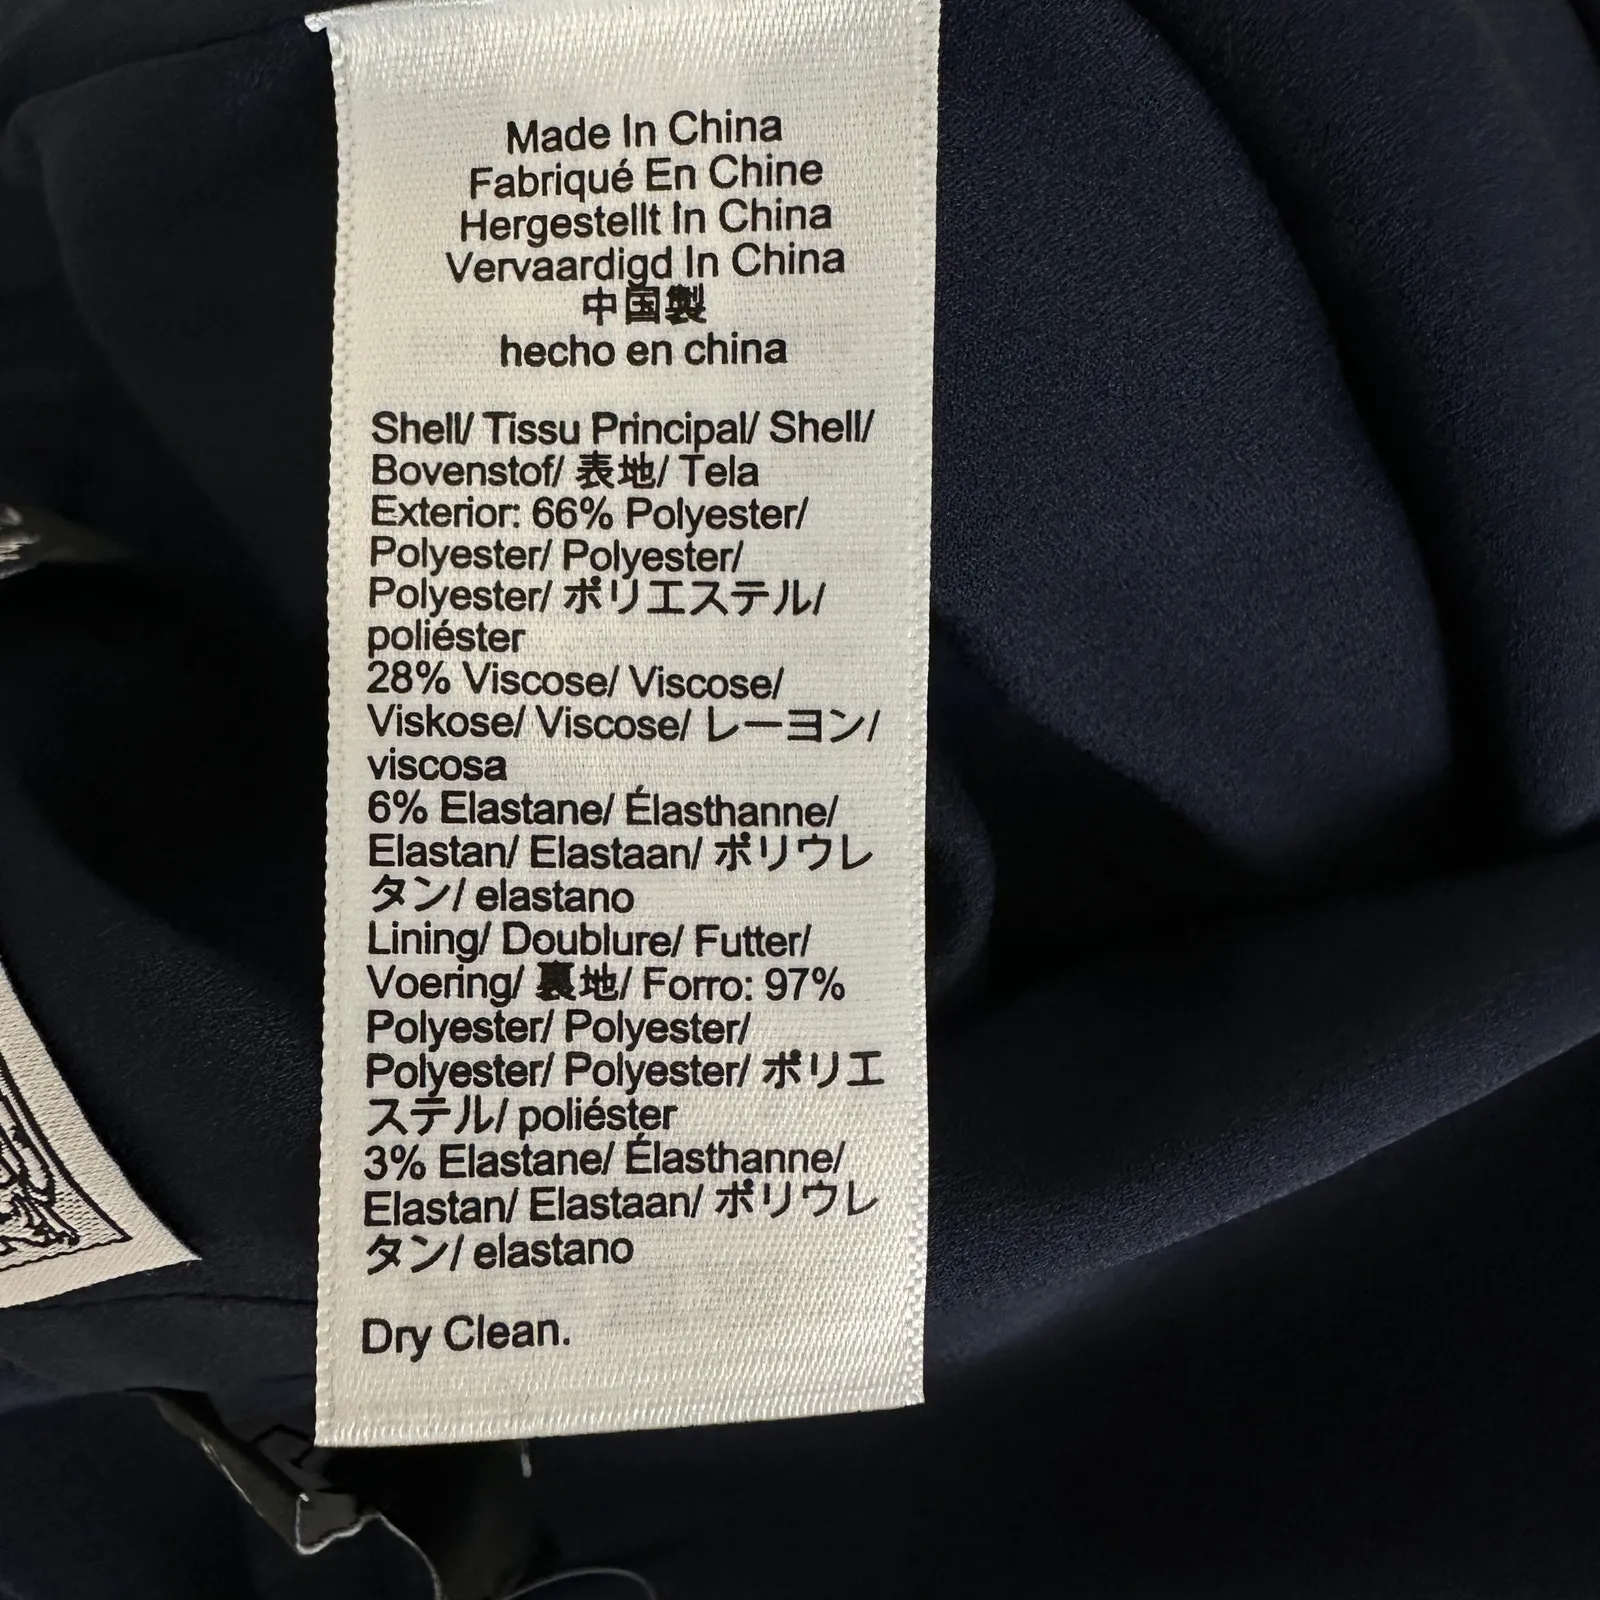 Made In China
Fabriqué En Chine
Hergestellt In China
Vervaardigd In China
中国製
hecho en china
Shell/ Tissu Principal/ Shell/
Bovenstof/ 表地/ Tela
Exterior: 66% Polyester/
Polyester/ Polyester/
Polyester/ ポリエステル/
poliéster
28% Viscose/ Viscose/
Viskose/ Viscose/ レーヨン/
viscosa
6% Elastane/ Élasthanne/
Elastan/ Elastaan/ ポリウレ
タン/ elastano
Lining/ Doublure/ Futter/
Voering/ 裏地/ Forro: 97%
Polyester/ Polyester/
Polyester/ Polyester/ ポリエ
ステル/ poliéster
3% Elastane/ Élasthanne/
Elastan/ Elastaan/ ポリウレ
タン/ elastano
Dry Clean.